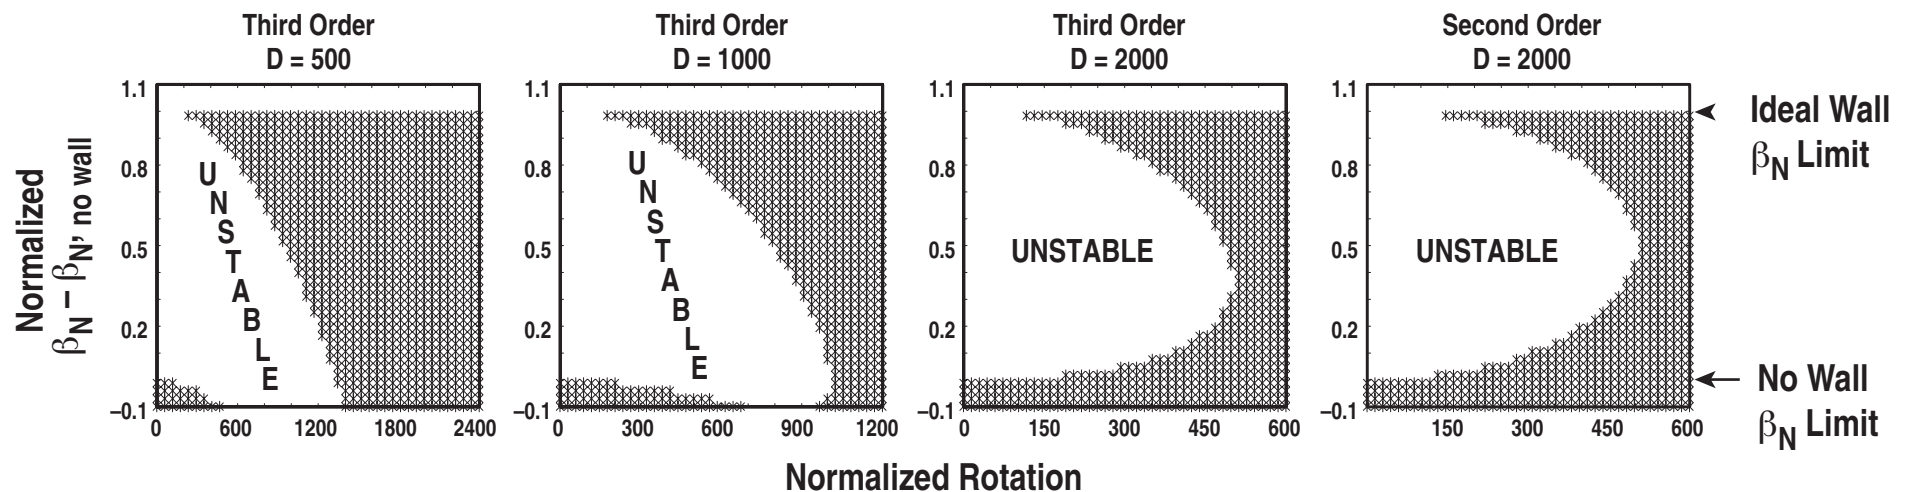 Third Order
D = 500
Third Order
D = 1000
Third Order
D = 2000
Second Order
D = 2000
Normalized
βN – βN, no wall
1.1
0.8
0.5
0.2
–0.1
UNSTABLE
0 600 1200 1800 2400
1.1
0.8
0.5
0.2
–0.1
UNSTABLE
0 300 600 900 1200
1.1
0.8
0.5
0.2
–0.1
UNSTABLE
0 150 300 450 600
1.1
0.8
0.5
0.2
–0.1
UNSTABLE
150 300 450 600
Ideal Wall
βN Limit
No Wall
βN Limit
Normalized Rotation